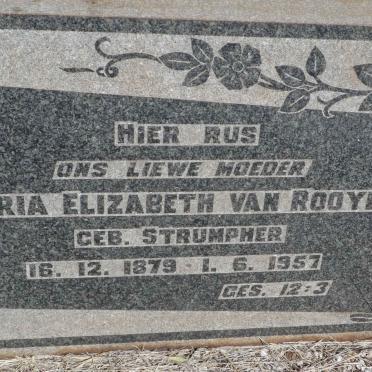 HIER RUS
ONS LIEWE MOEDER
RIA ELIZABETH VAN ROOY
GEB. STRUMPHER
16. 12. 1879 - 1. 6. 1957
GES. 12:3